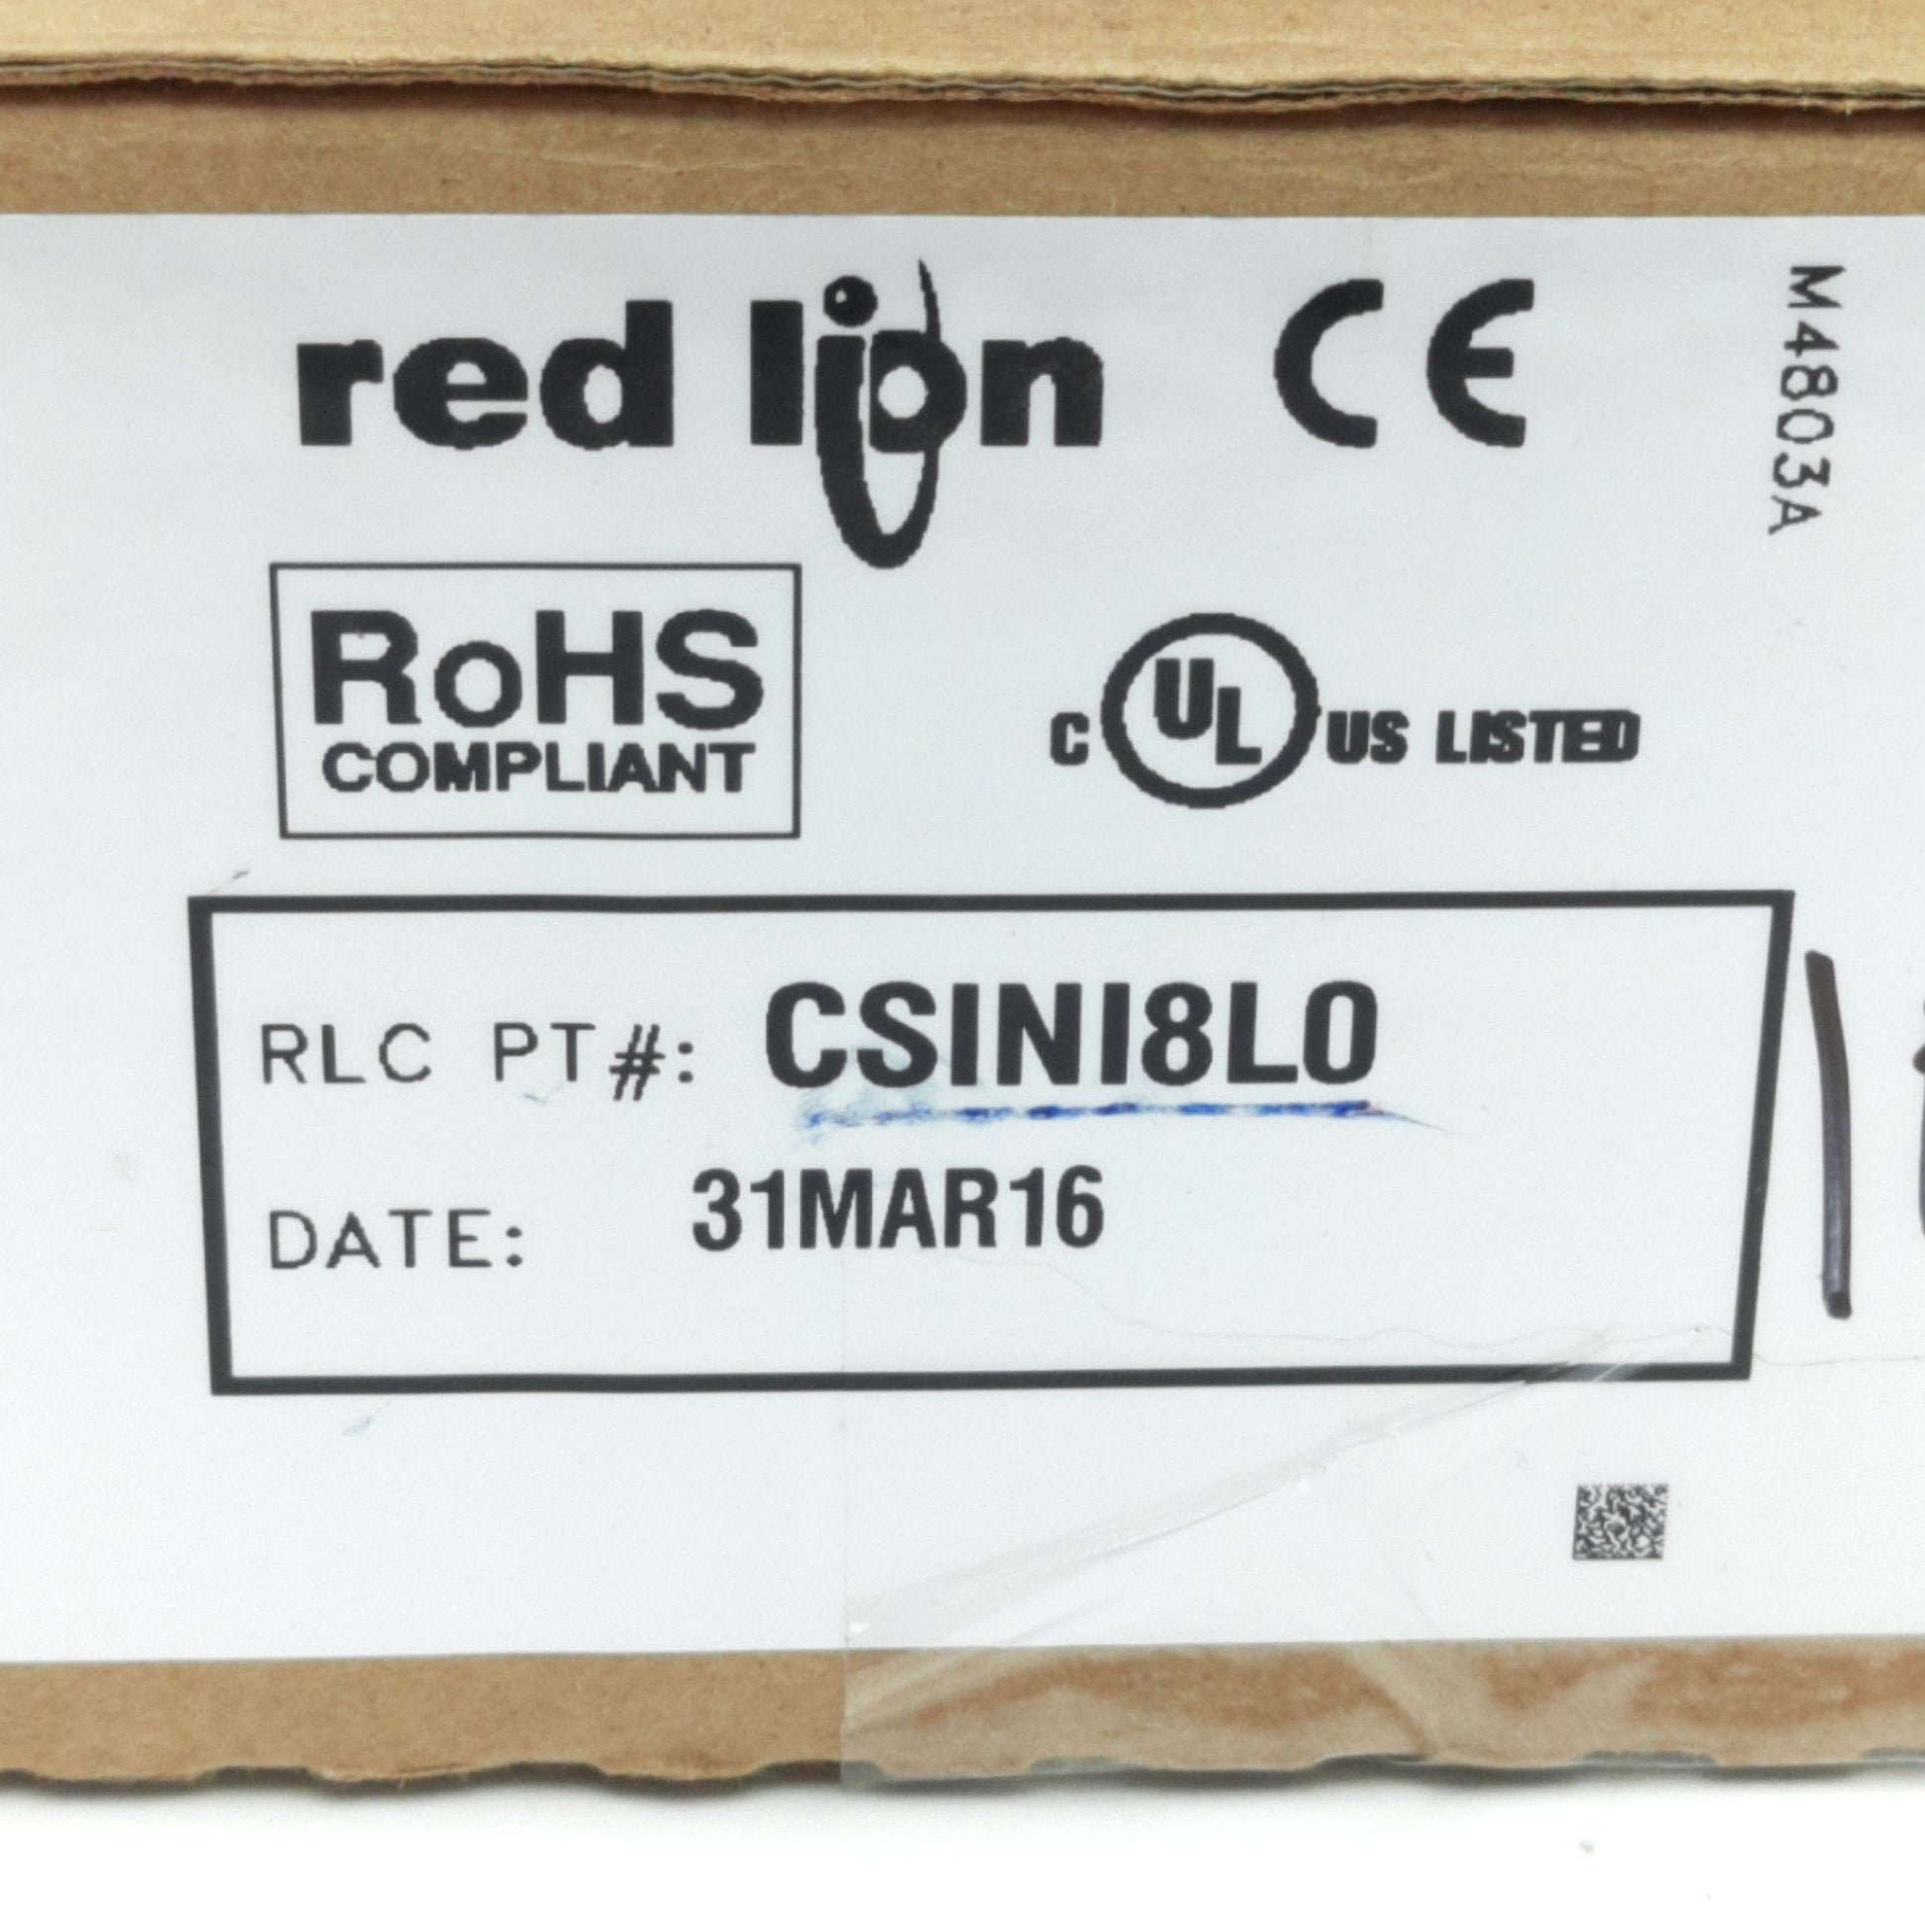 red lion CE
M4803A
RoHS
COMPLIANT
C UL US LISTED
RLC PT#: CSINI8L0
DATE: 31MAR16